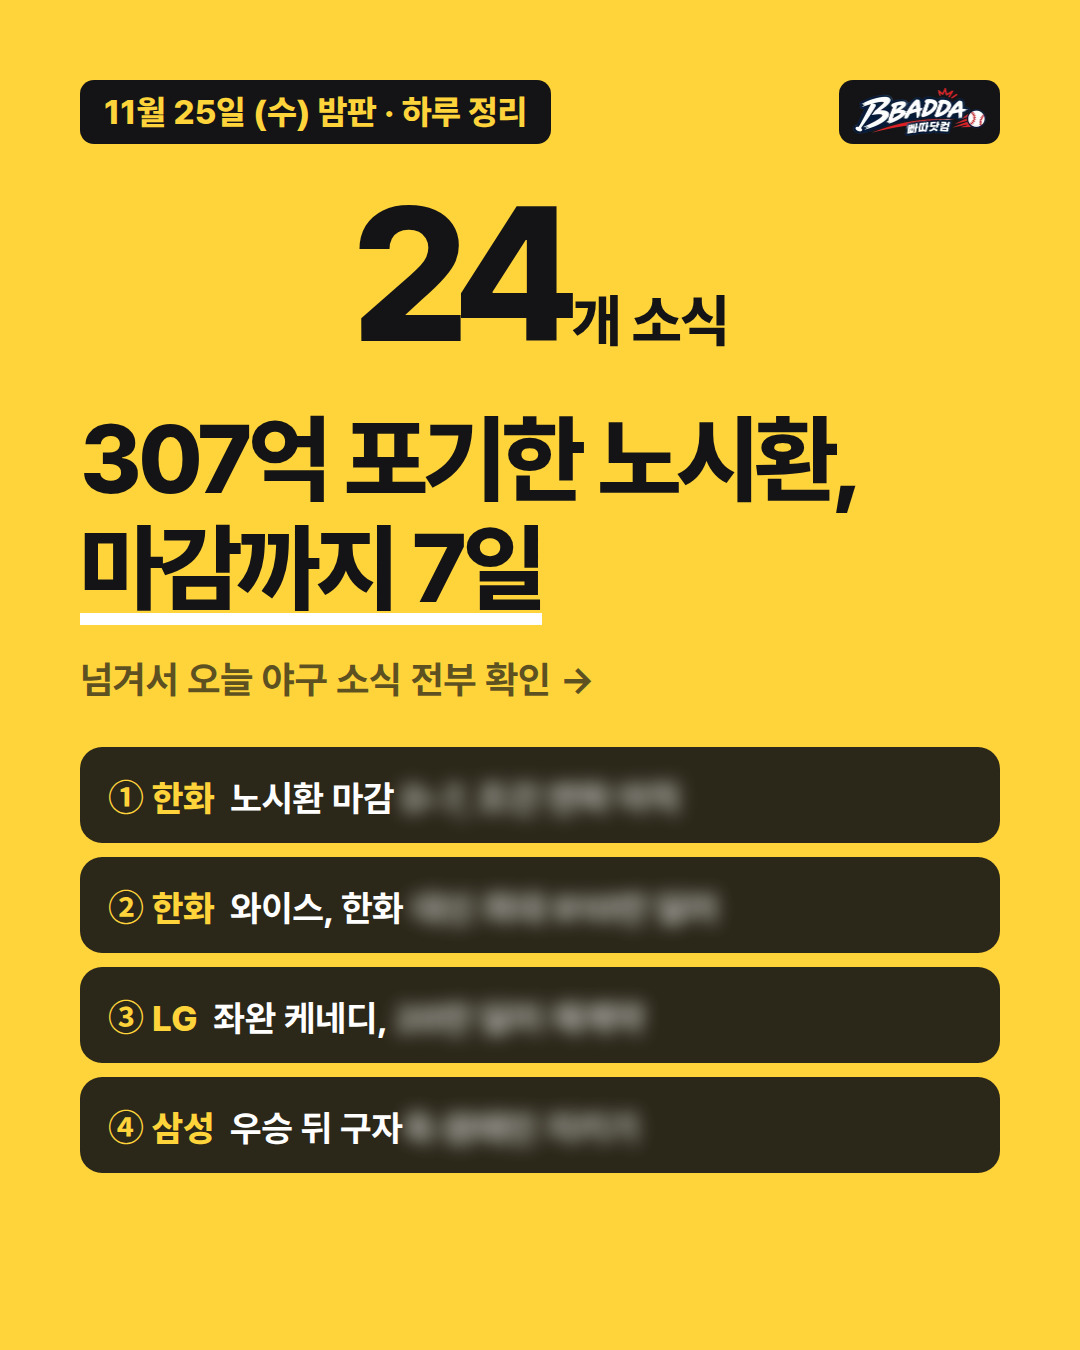 11월 25일 (수) 밤판 · 하루 정리
BBADDA
빠따닷컴
24개 소식
307억 포기한 노시환,
마감까지 7일
넘겨서 오늘 야구 소식 전부 확인 →
① 한화 노시환 마감
② 한화 와이스, 한화
③ LG 좌완 케네디,
④ 삼성 우승 뒤 구자